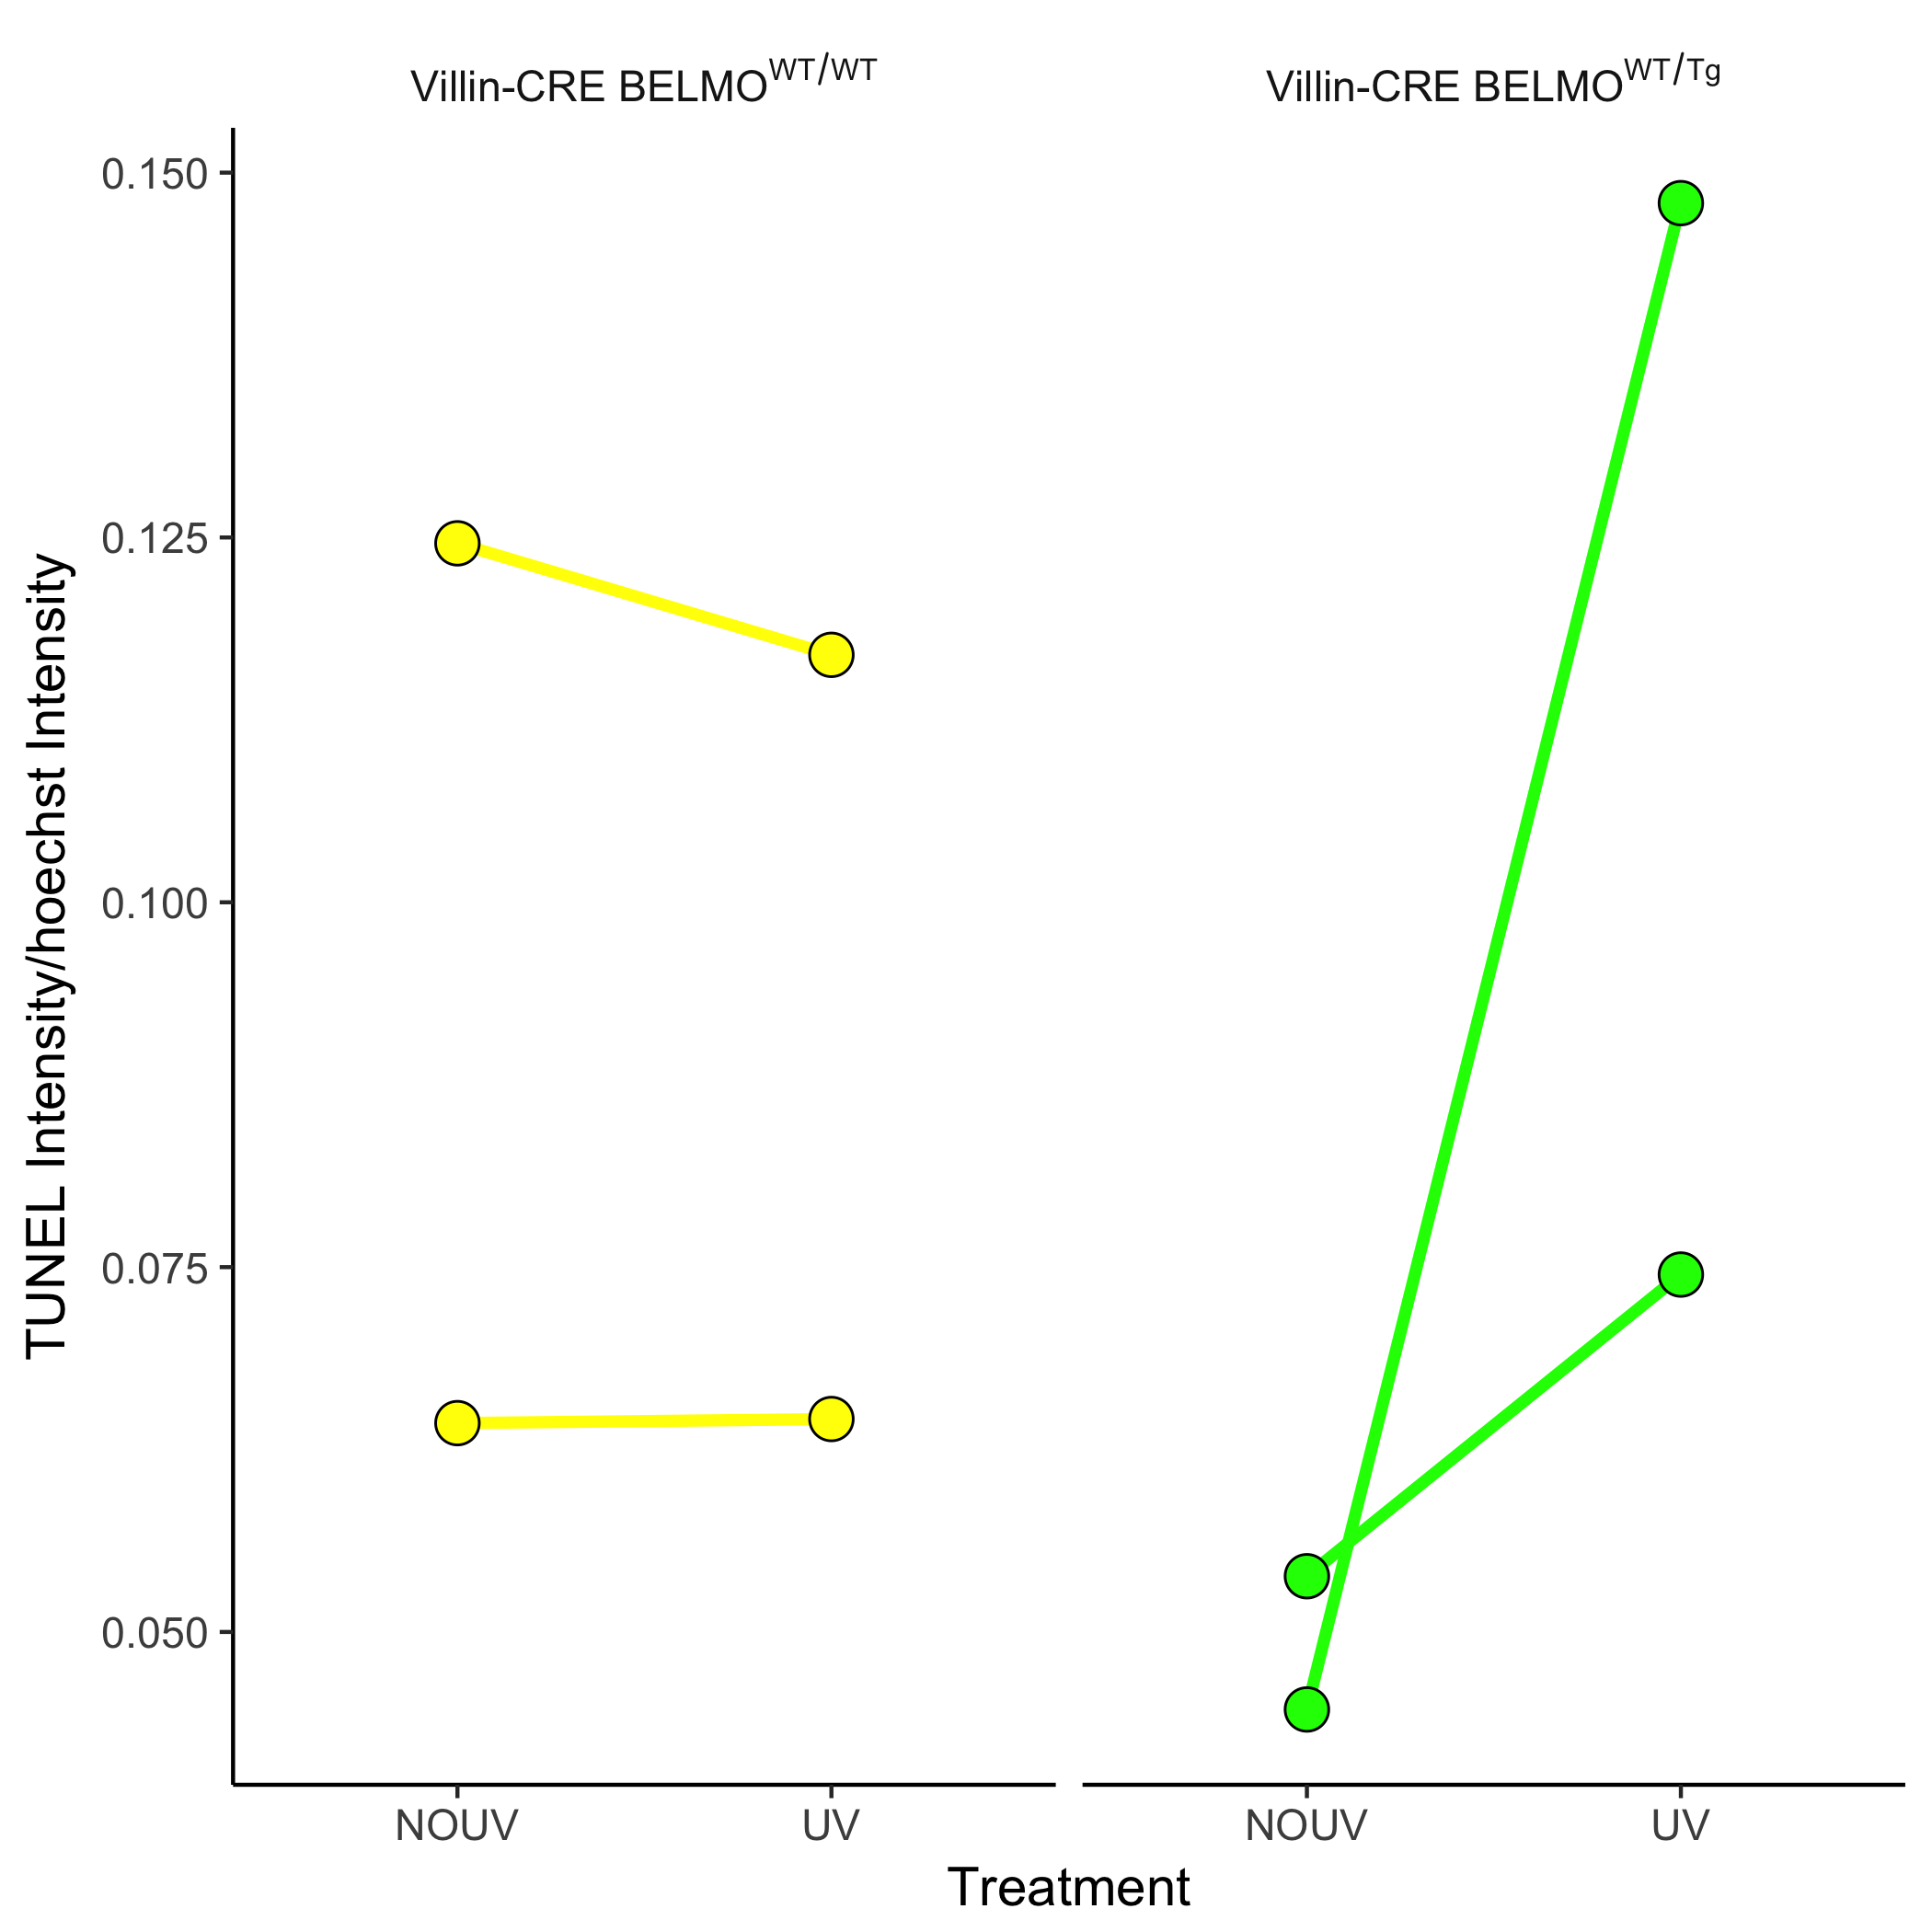 Villin-CRE BELMO^WT/WT
Villin-CRE BELMO^WT/Tg
TUNEL Intensity/hoechst Intensity
0.150
0.125
0.100
0.075
0.050
NOUV
UV
NOUV
UV
Treatment